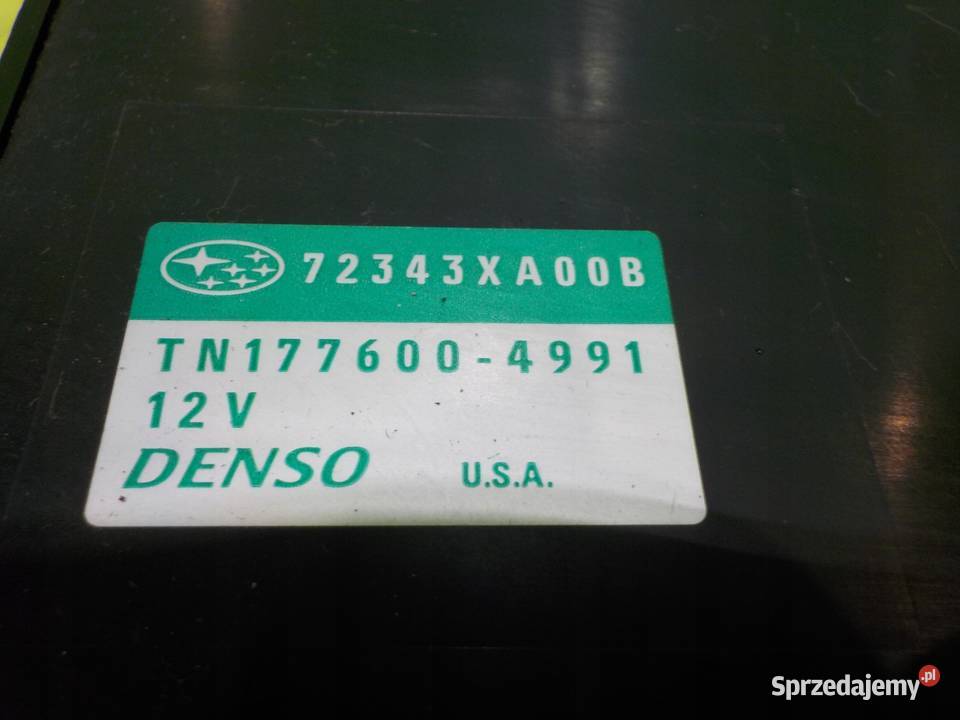 72343XA00B
TN177600-4991
12V
DENSO U.S.A.
Sprzedajemy.pl